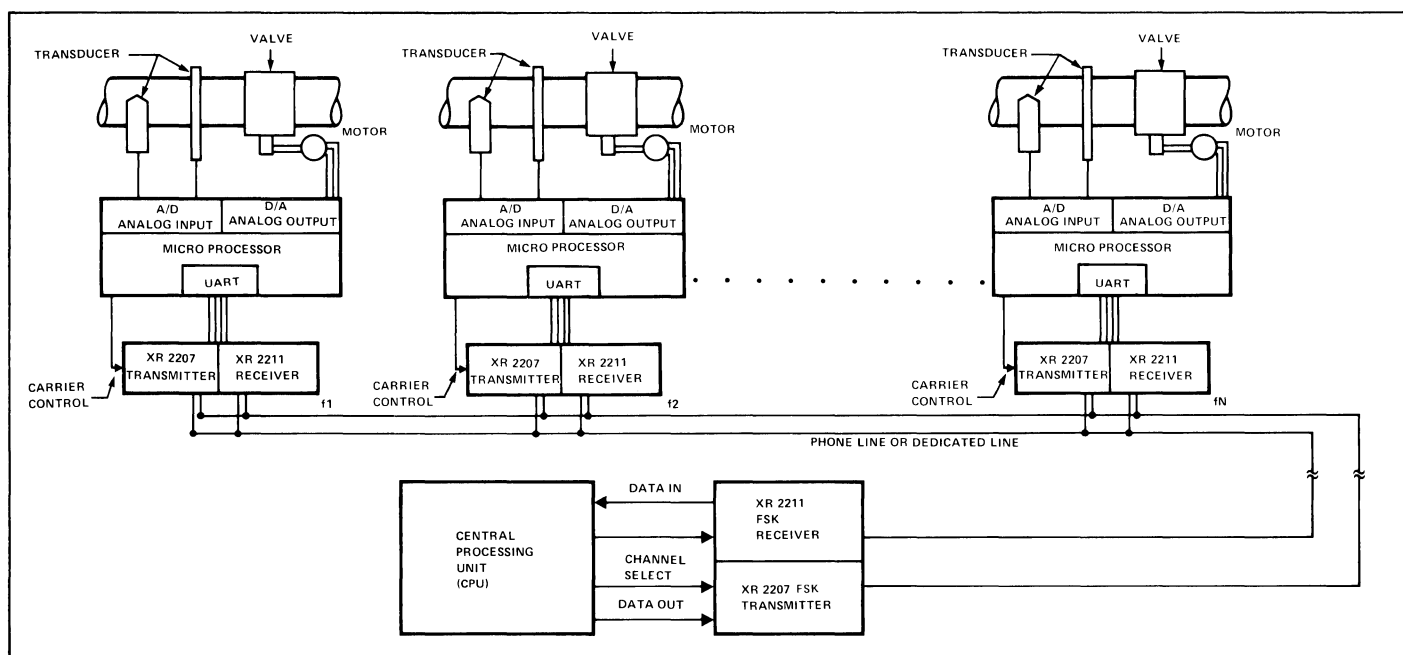 TRANSDUCER
VALVE
MOTOR
A/D
ANALOG INPUT
D/A
ANALOG OUTPUT
MICRO PROCESSOR
UART
XR 2207
TRANSMITTER
XR 2211
RECEIVER
CARRIER
CONTROL
f1
TRANSDUCER
VALVE
MOTOR
A/D
ANALOG INPUT
D/A
ANALOG OUTPUT
MICRO PROCESSOR
UART
XR 2207
TRANSMITTER
XR 2211
RECEIVER
CARRIER
CONTROL
f2
TRANSDUCER
VALVE
MOTOR
A/D
ANALOG INPUT
D/A
ANALOG OUTPUT
MICRO PROCESSOR
UART
XR 2207
TRANSMITTER
XR 2211
RECEIVER
CARRIER
CONTROL
fN
PHONE LINE OR DEDICATED LINE
CENTRAL
PROCESSING
UNIT
(CPU)
DATA IN
CHANNEL
SELECT
DATA OUT
XR 2211
FSK
RECEIVER
XR 2207 FSK
TRANSMITTER